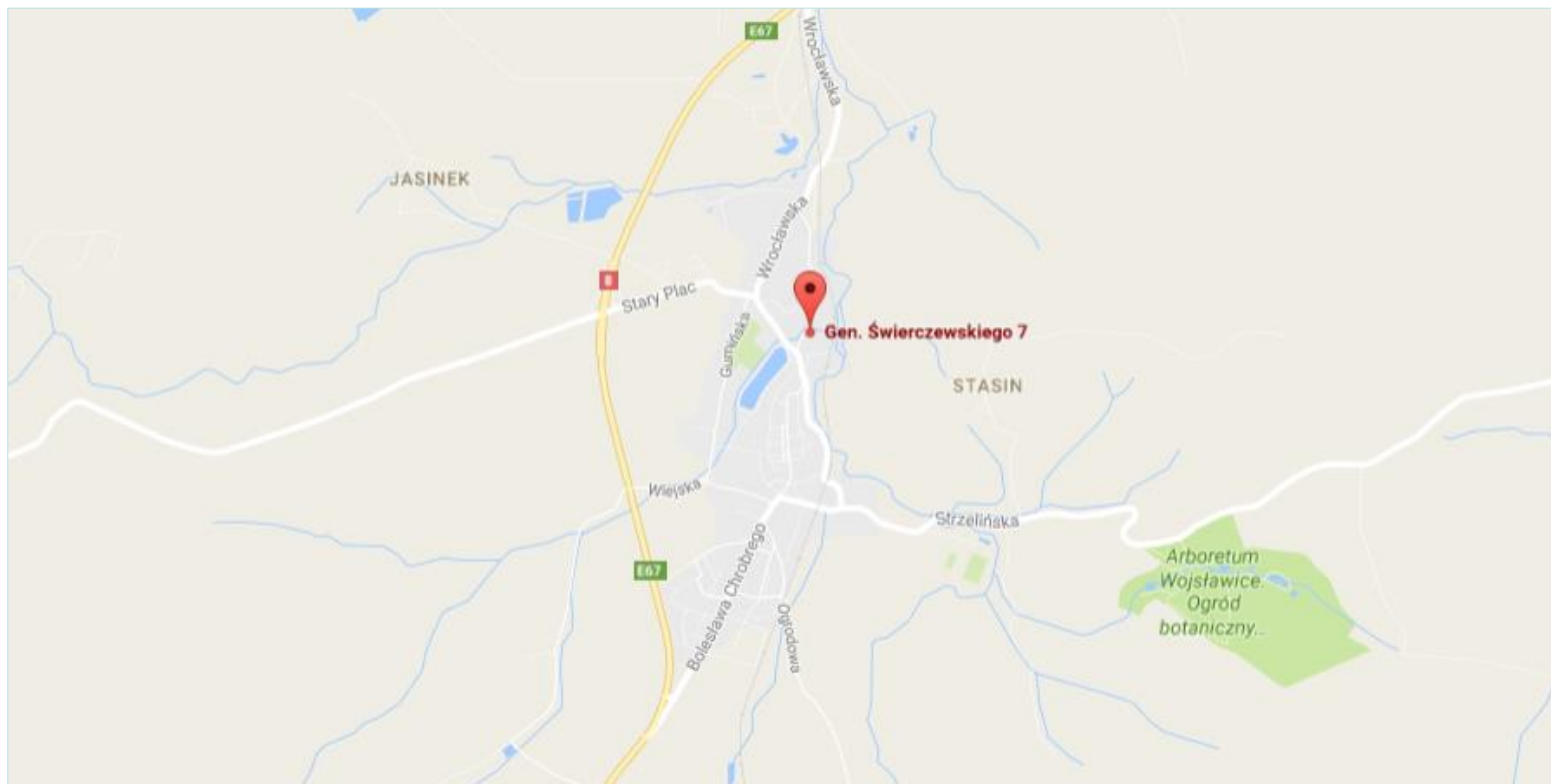 E67
Wrocławska
JASINEK
Wrocławska
8
Stary Plac
Gumińska
Gen. Świerczewskiego 7
STASIN
Wiejska
Strzelińska
Bolesława Chrobrego
E67
Arboretum
Wojsławice.
Ogród
botaniczny...
Ogrodowa